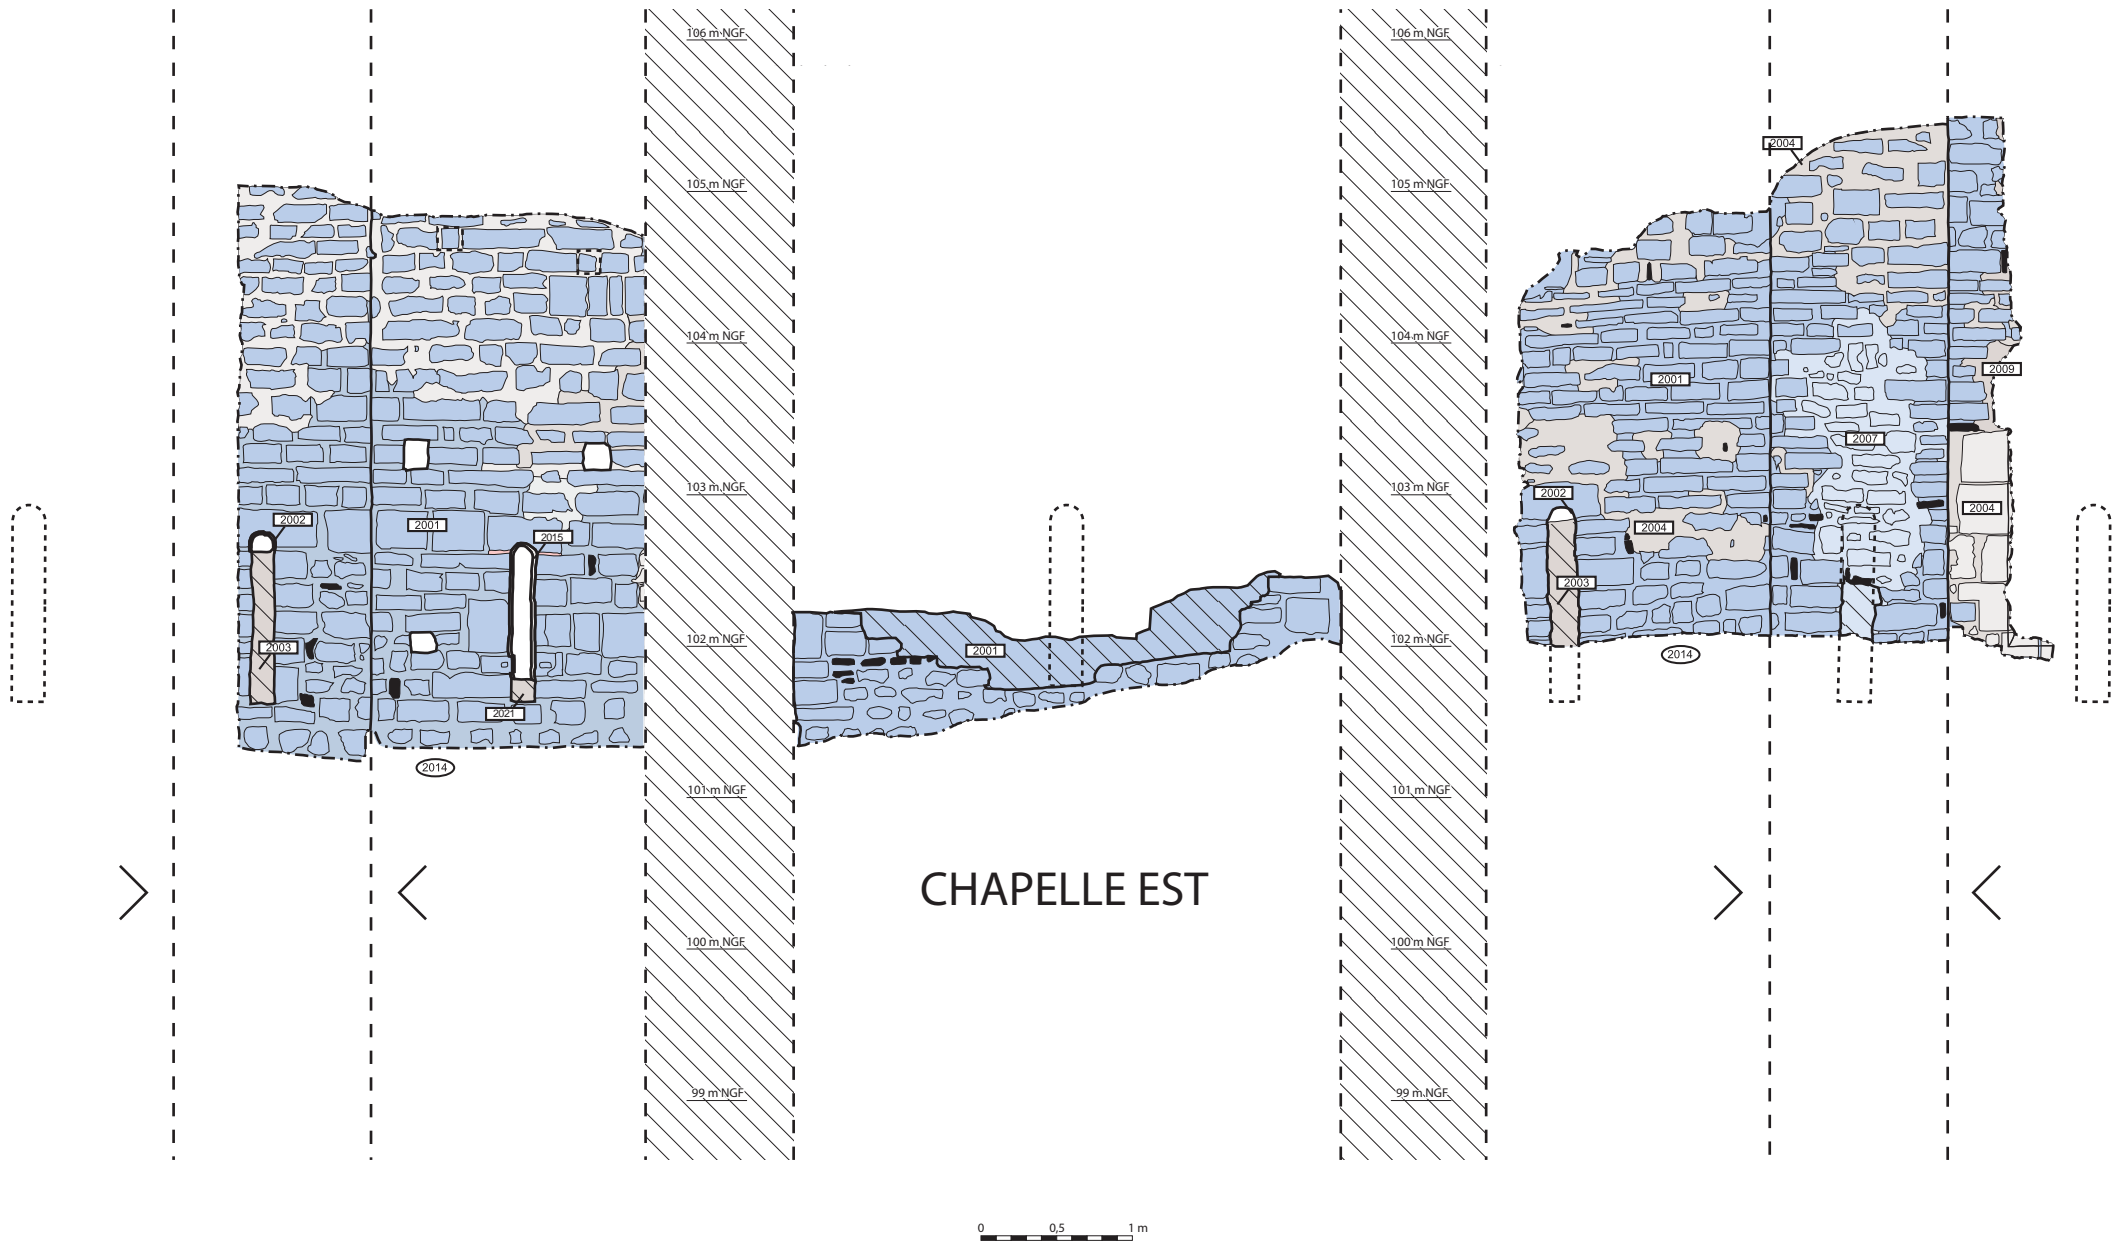 106 m NGF
106 m NGF
2004
105 m NGF
105 m NGF
104 m NGF
104 m NGF
2009
2001
2007
103 m NGF
103 m NGF
2002
2002
2004
2001
2004
2015
2003
102 m NGF
102 m NGF
2003
2001
2014
2021
2014
101 m NGF
101 m NGF
CHAPELLE EST
100 m NGF
100 m NGF
99 m NGF
99 m NGF
0 0,5 1 m